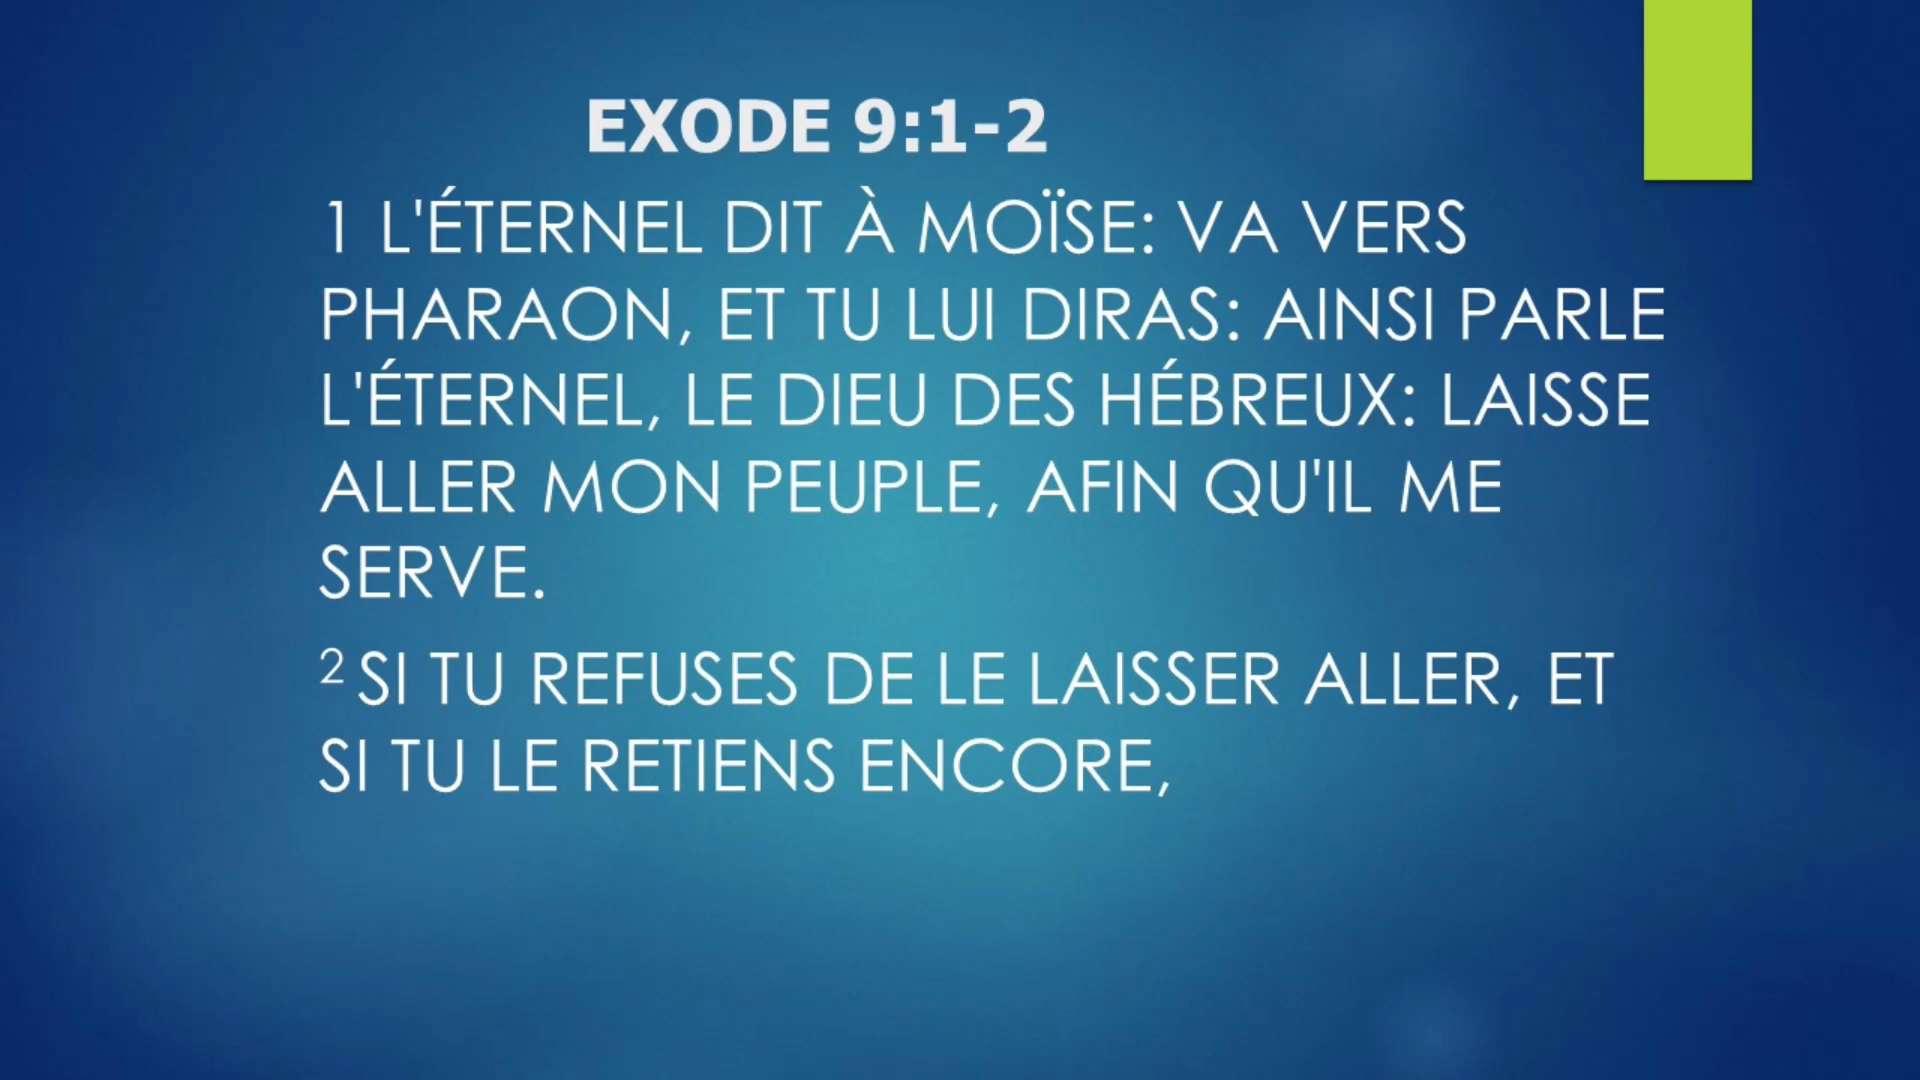 EXODE 9:1-2
1 L'ÉTERNEL DIT À MOÏSE: VA VERS
PHARAON, ET TU LUI DIRAS: AINSI PARLE
L'ÉTERNEL, LE DIEU DES HÉBREUX: LAISSE
ALLER MON PEUPLE, AFIN QU'IL ME
SERVE.
2 SI TU REFUSES DE LE LAISSER ALLER, ET
SI TU LE RETIENS ENCORE,